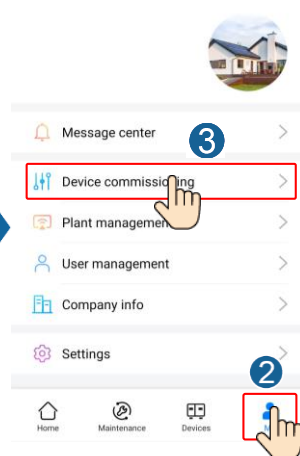 Message center
3
Device commissioning
Plant management
User management
Company info
Settings
2
Home
Maintenance
Devices